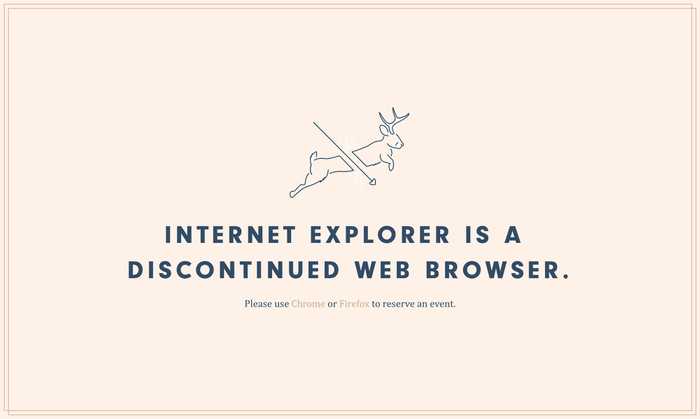 INTERNET EXPLORER IS A
DISCONTINUED WEB BROWSER.
Please use Chrome or Firefox to reserve an event.